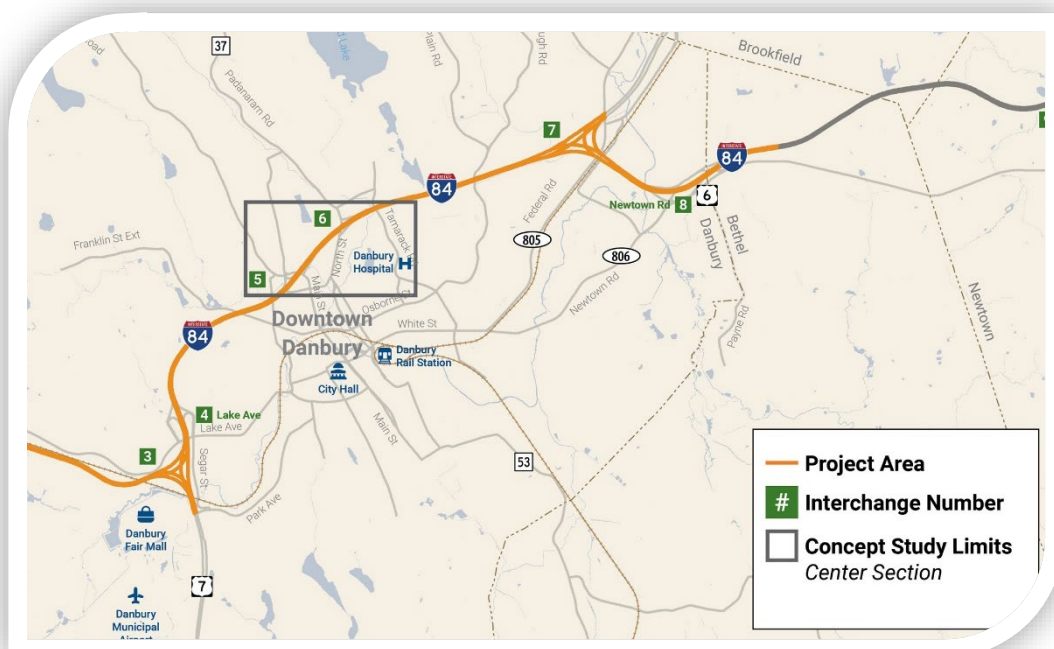 37
Padanaram Rd
Brookfield
7
84
84
6
Newtown Rd 8
Federal Rd
805
806
Danbury
Bethel
Newtown
Payne Rd
Franklin St Ext
6
5
North St
Danbury
Hospital
H
Main St
Downtown
Danbury
White St
Newtown Rd
84
Danbury
Rail Station
City Hall
4 Lake Ave
Lake Ave
Main St
3
Segar St
Park Ave
53
Danbury
Fair Mall
7
Danbury
Municipal
Airport
Project Area
# Interchange Number
Concept Study Limits
Center Section